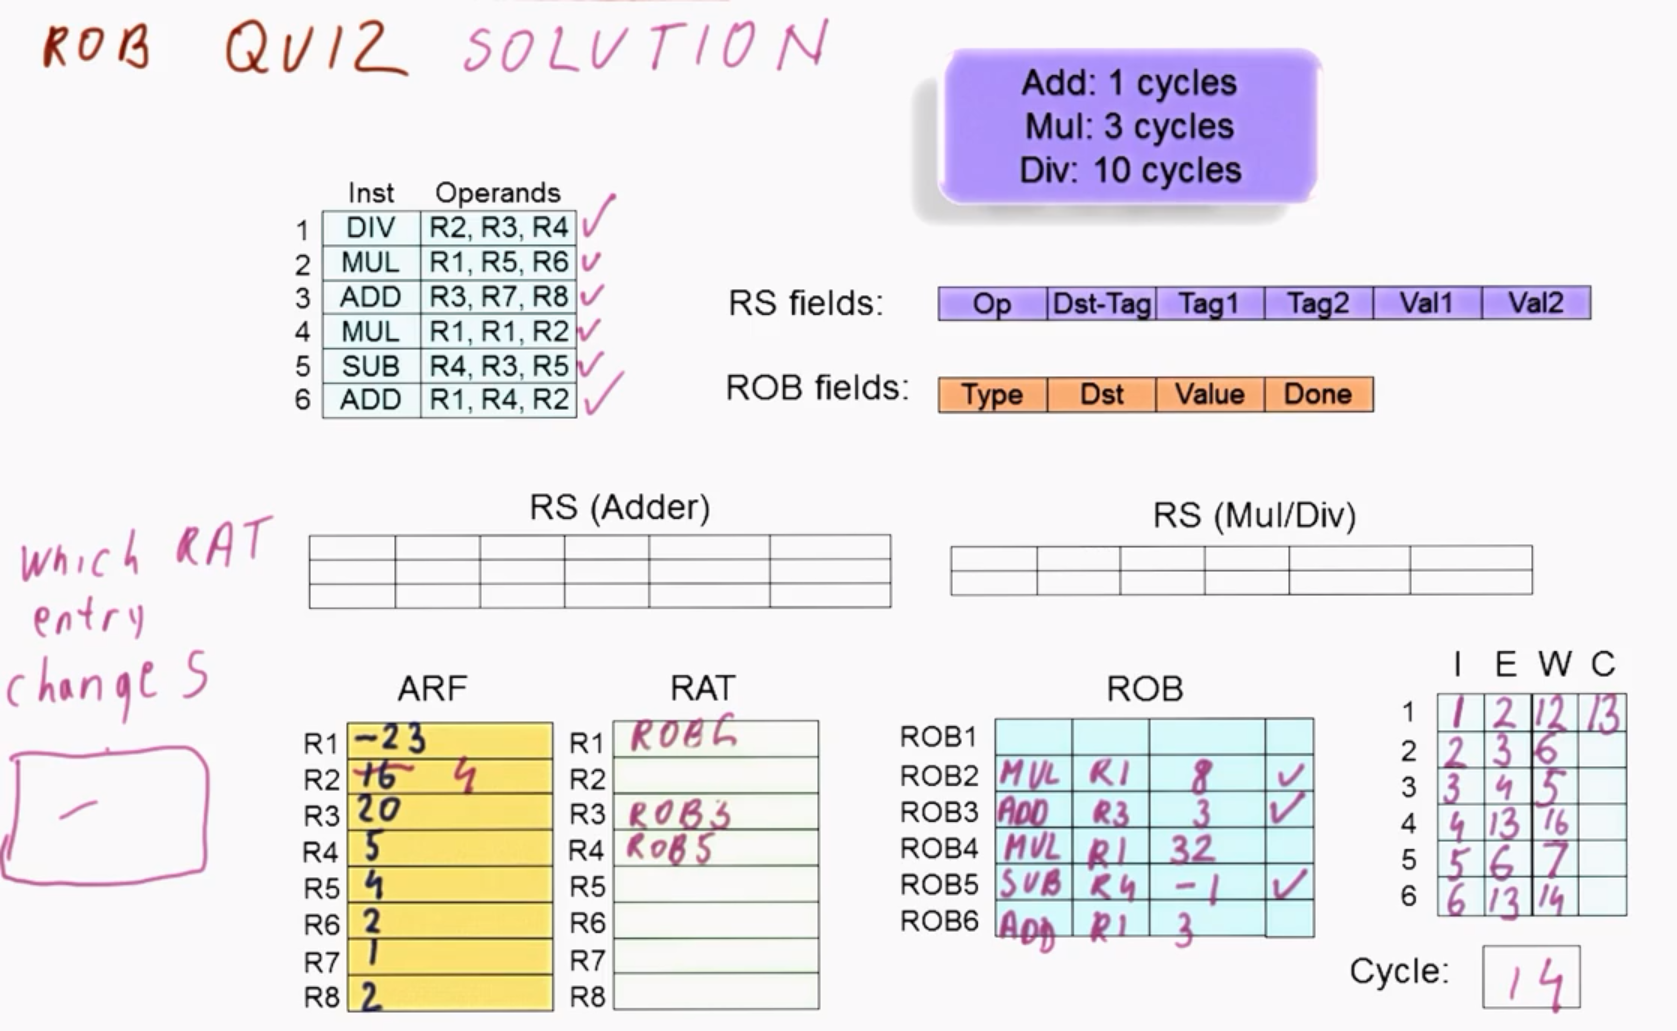 ROB QUIZ SOLUTION
Add: 1 cycles
Mul: 3 cycles
Div: 10 cycles
Inst Operands
1 DIV R2, R3, R4 ✓
2 MUL R1, R5, R6 ✓
3 ADD R3, R7, R8 ✓
4 MUL R1, R1, R2 ✓
5 SUB R4, R3, R5 ✓
6 ADD R1, R4, R2 ✓
RS fields: Op Dst-Tag Tag1 Tag2 Val1 Val2
ROB fields: Type Dst Value Done
RS (Adder)
RS (Mul/Div)
Which RAT
entry
changes
—
ARF
R1 -23
R2 16 4
R3 20
R4 5
R5 4
R6 2
R7 1
R8 2
RAT
R1 ROB6
R2
R3 ROB3
R4 ROB5
R5
R6
R7
R8
ROB
ROB1
ROB2 MUL R1 8 ✓
ROB3 ADD R3 3 ✓
ROB4 MUL R1 32
ROB5 SUB R4 -1 ✓
ROB6 ADD R1 3
I E W C
1 1 2 12 13
2 2 3 6
3 3 4 5
4 4 13 16
5 5 6 7
6 6 13 14
Cycle: 14